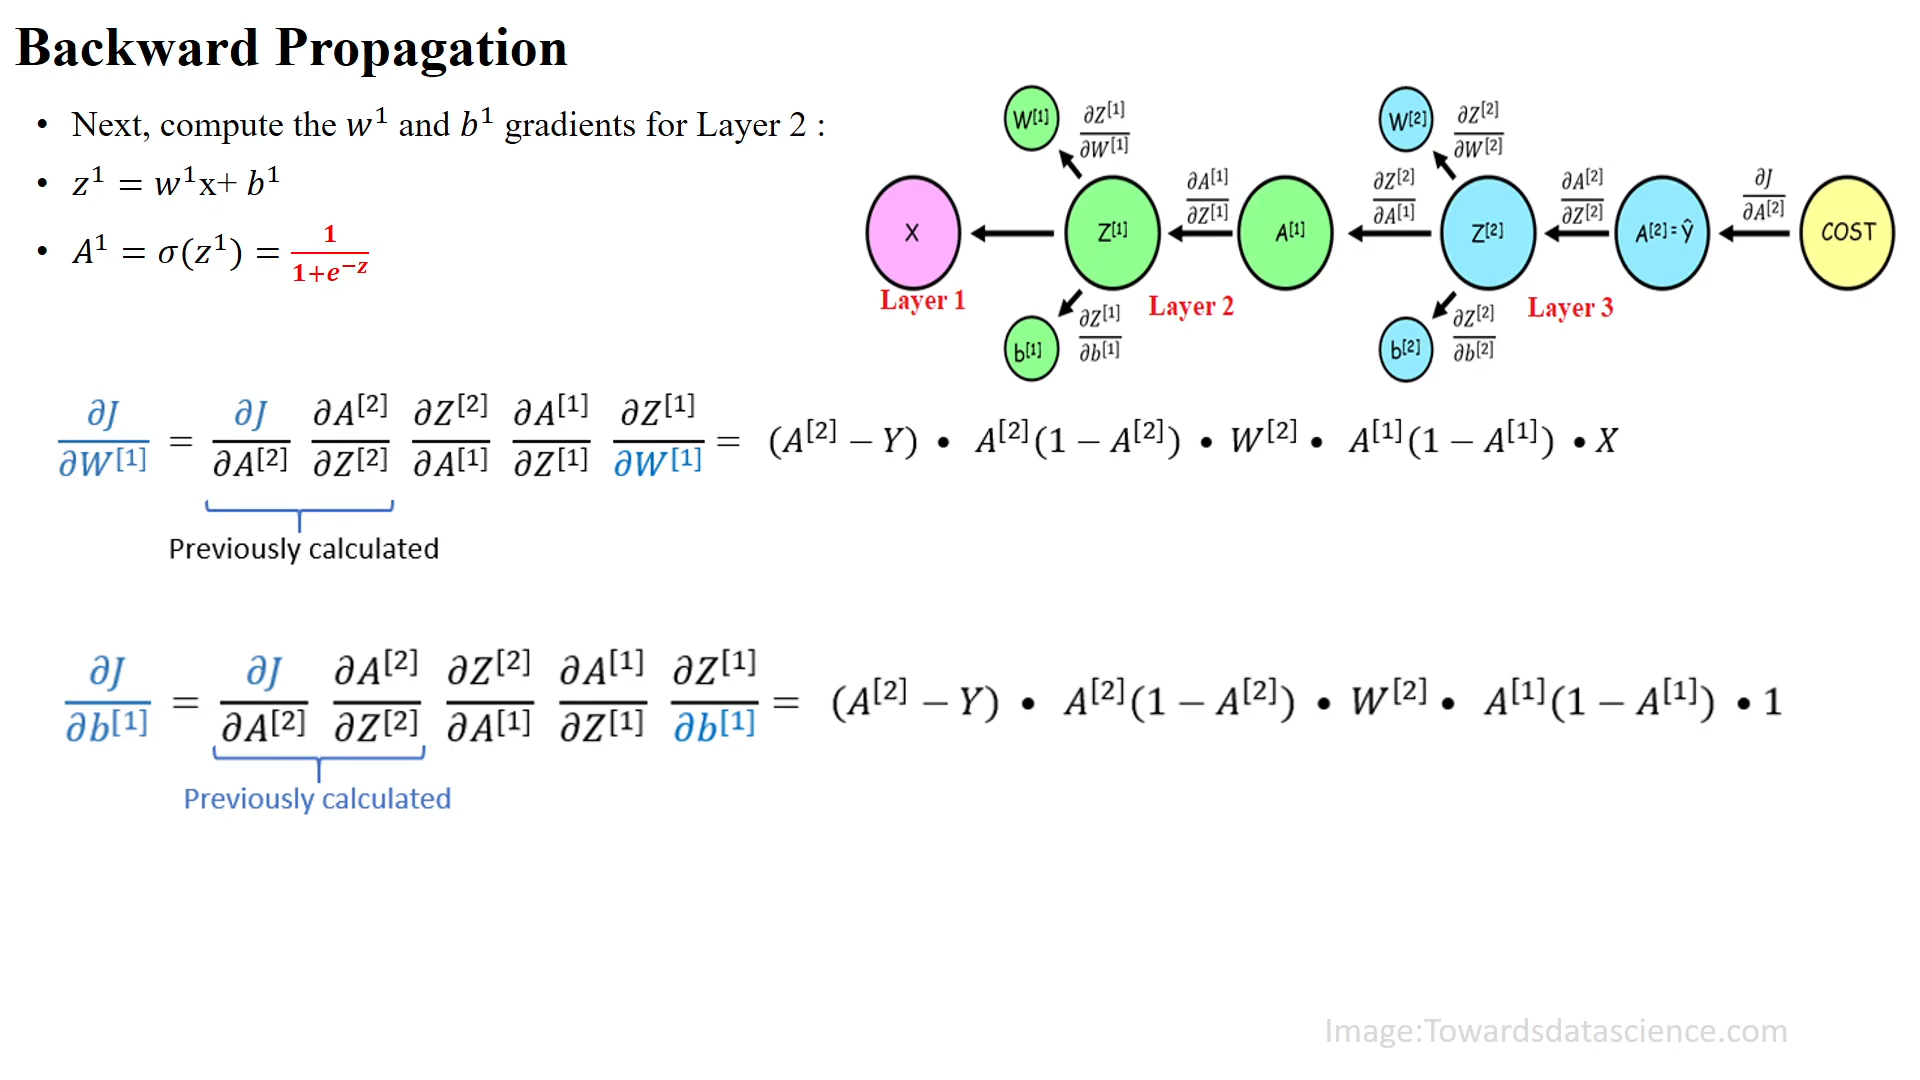 Backward Propagation
• Next, compute the w¹ and b¹ gradients for Layer 2 :
• z¹ = w¹x+ b¹
• A¹ = σ(z¹) = 1/(1+e⁻ᶻ)
W[1] ∂Z[1]/∂W[1] W[2] ∂Z[2]/∂W[2]
X Z[1] ∂A[1]/∂Z[1] A[1] ∂Z[2]/∂A[1] Z[2] ∂A[2]/∂Z[2] A[2]=ŷ ∂J/∂A[2] COST
Layer 1 Layer 2 Layer 3
b[1] ∂Z[1]/∂b[1] b[2] ∂Z[2]/∂b[2]
∂J/∂W[1] = ∂J/∂A[2] ∂A[2]/∂Z[2] ∂Z[2]/∂A[1] ∂A[1]/∂Z[1] ∂Z[1]/∂W[1] = (A[2] − Y) • A[2](1 − A[2]) • W[2] • A[1](1 − A[1]) • X
Previously calculated
∂J/∂b[1] = ∂J/∂A[2] ∂A[2]/∂Z[2] ∂Z[2]/∂A[1] ∂A[1]/∂Z[1] ∂Z[1]/∂b[1] = (A[2] − Y) • A[2](1 − A[2]) • W[2] • A[1](1 − A[1]) • 1
Previously calculated
Image:Towardsdatascience.com